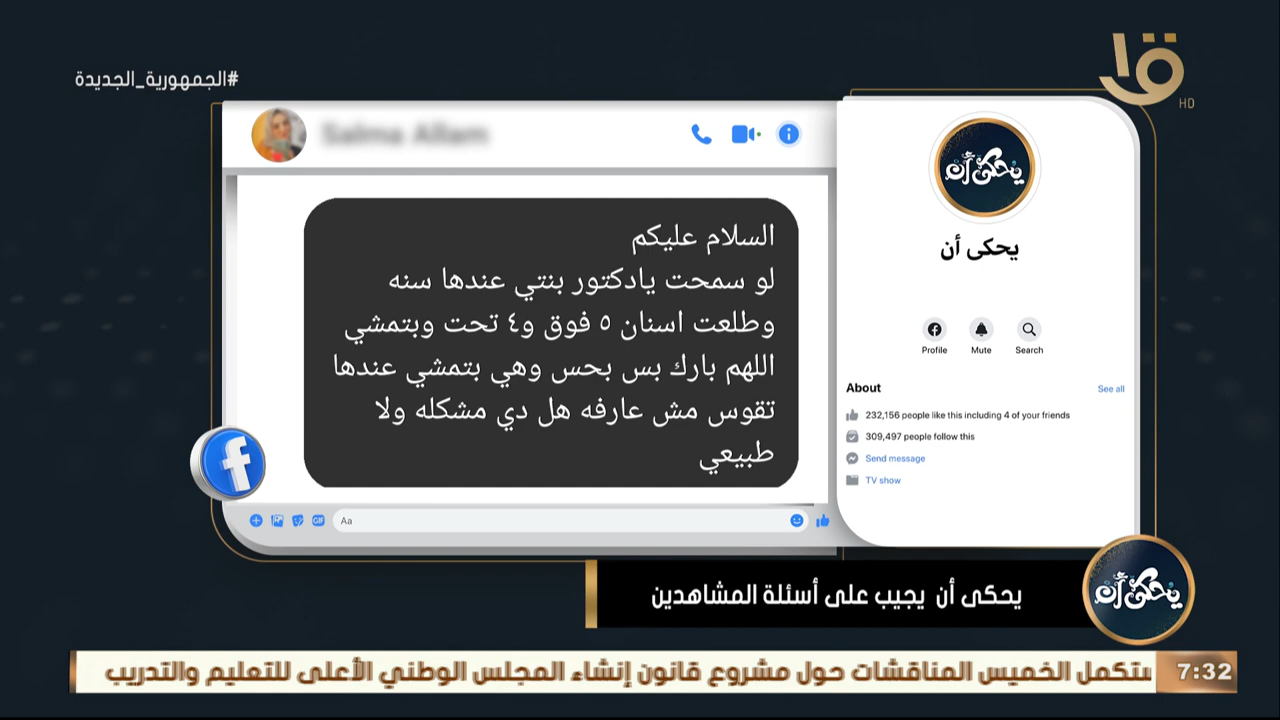 #الجمهورية_الجديدة
HD
السلام عليكم
لو سمحت يادكتور بنتي عندها سنه
وطلعت اسنان ٥ فوق و٤ تحت وبتمشي
اللهم بارك بس بحس وهي بتمشي عندها
تقوس مش عارفه هل دي مشكله ولا
طبيعي
GIF
Aa
يحكى أن
يحكى أن
Profile
Mute
Search
About
See all
232,156 people like this including 4 of your friends
309,497 people follow this
Send message
TV show
يحكى أن يجيب على أسئلة المشاهدين
يحكى أن
ستكمل الخميس المناقشات حول مشروع قانون إنشاء المجلس الوطني الأعلى للتعليم والتدريب
7:32